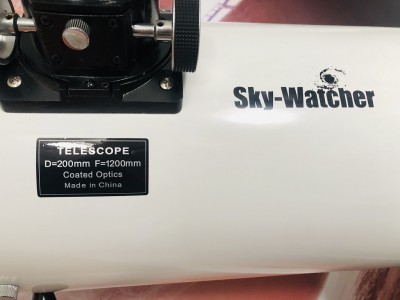 Sky-Watcher
TELESCOPE
D=200mm F=1200mm
Coated Optics
Made in China